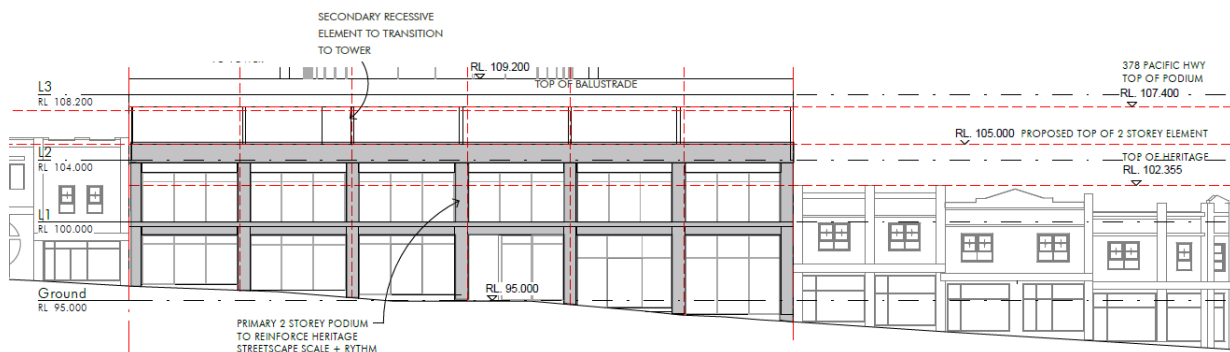 SECONDARY RECESSIVE
ELEMENT TO TRANSITION
TO TOWER
RL. 109.200
TOP OF BALUSTRADE
378 PACIFIC HWY
TOP OF PODIUM
RL. 107.400
L3
RL 108.200
RL. 105.000 PROPOSED TOP OF 2 STOREY ELEMENT
TOP OF HERITAGE
RL. 102.355
L2
RL 104.000
L1
RL 100.000
Ground
RL 95.000
RL. 95.000
PRIMARY 2 STOREY PODIUM
TO REINFORCE HERITAGE
STREETSCAPE SCALE + RYTHM